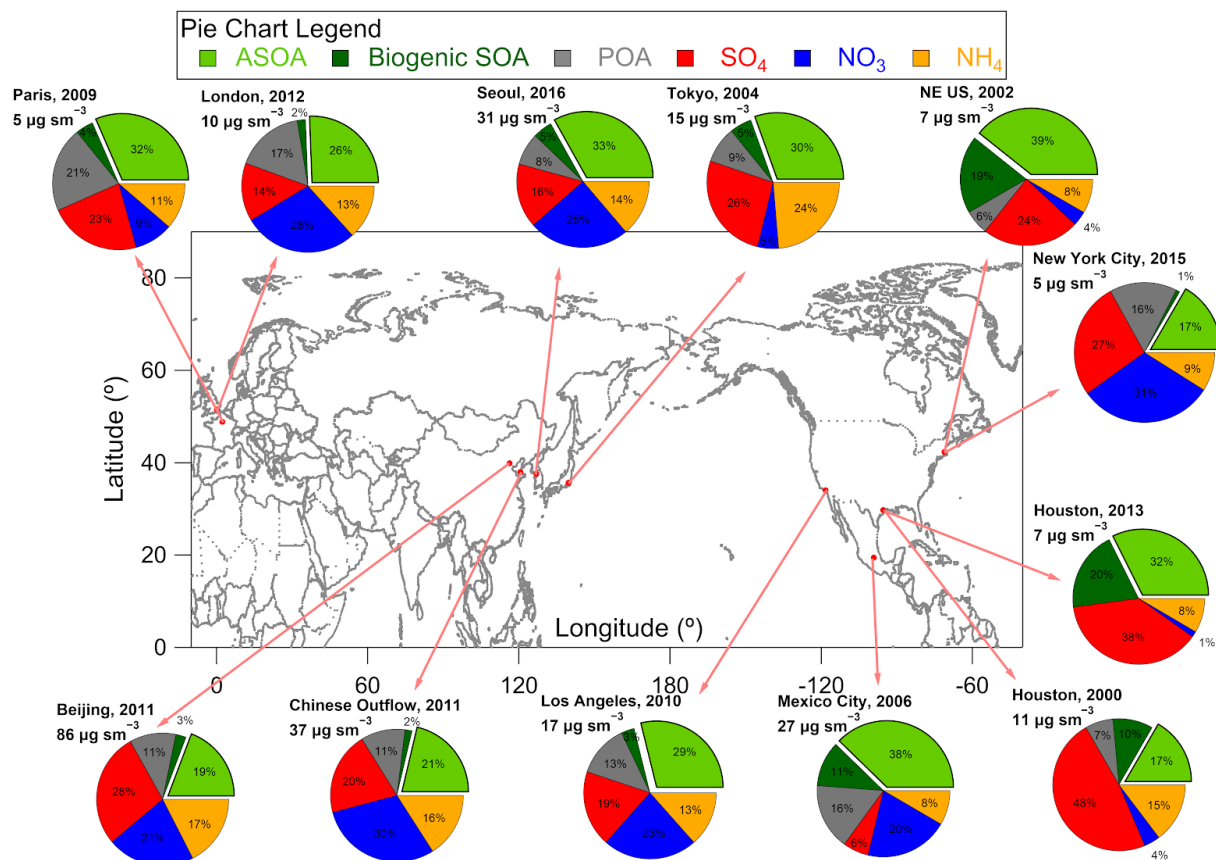 Pie Chart Legend
ASOA Biogenic SOA POA SO4 NO3 NH4
Paris, 2009
5 µg sm−3
4% 32% 21% 23% 9% 11%
London, 2012
10 µg sm−3
2% 26% 17% 14% 28% 13%
Seoul, 2016
31 µg sm−3
5% 33% 8% 16% 25% 14%
Tokyo, 2004
15 µg sm−3
5% 30% 9% 26% 5% 24%
NE US, 2002
7 µg sm−3
39% 19% 6% 24% 4% 8%
New York City, 2015
5 µg sm−3
1% 16% 17% 27% 31% 9%
Houston, 2013
7 µg sm−3
32% 20% 38% 1% 8%
Latitude (º)
80
60
40
20
0
Longitude (º)
0 60 120 180 -120 -60
Beijing, 2011
86 µg sm−3
3% 11% 19% 28% 21% 17%
Chinese Outflow, 2011
37 µg sm−3
2% 11% 21% 20% 30% 16%
Los Angeles, 2010
17 µg sm−3
3% 29% 13% 19% 23% 13%
Mexico City, 2006
27 µg sm−3
38% 11% 16% 6% 20% 8%
Houston, 2000
11 µg sm−3
7% 10% 17% 48% 4% 15%